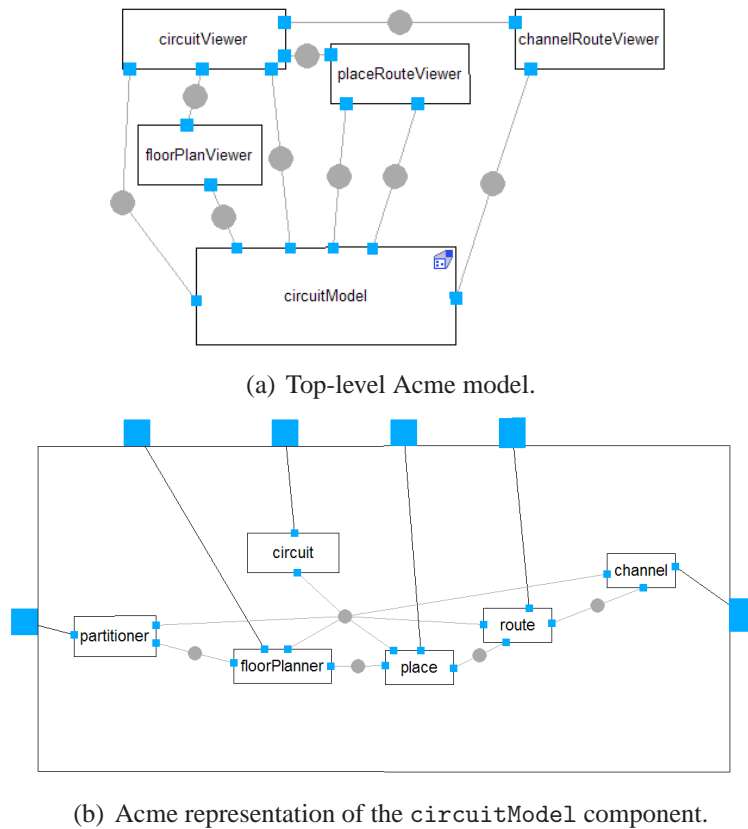 circuitViewer
channelRouteViewer
placeRouteViewer
floorPlanViewer
circuitModel
(a) Top-level Acme model.
circuit
channel
partitioner
route
floorPlanner
place
(b) Acme representation of the circuitModel component.